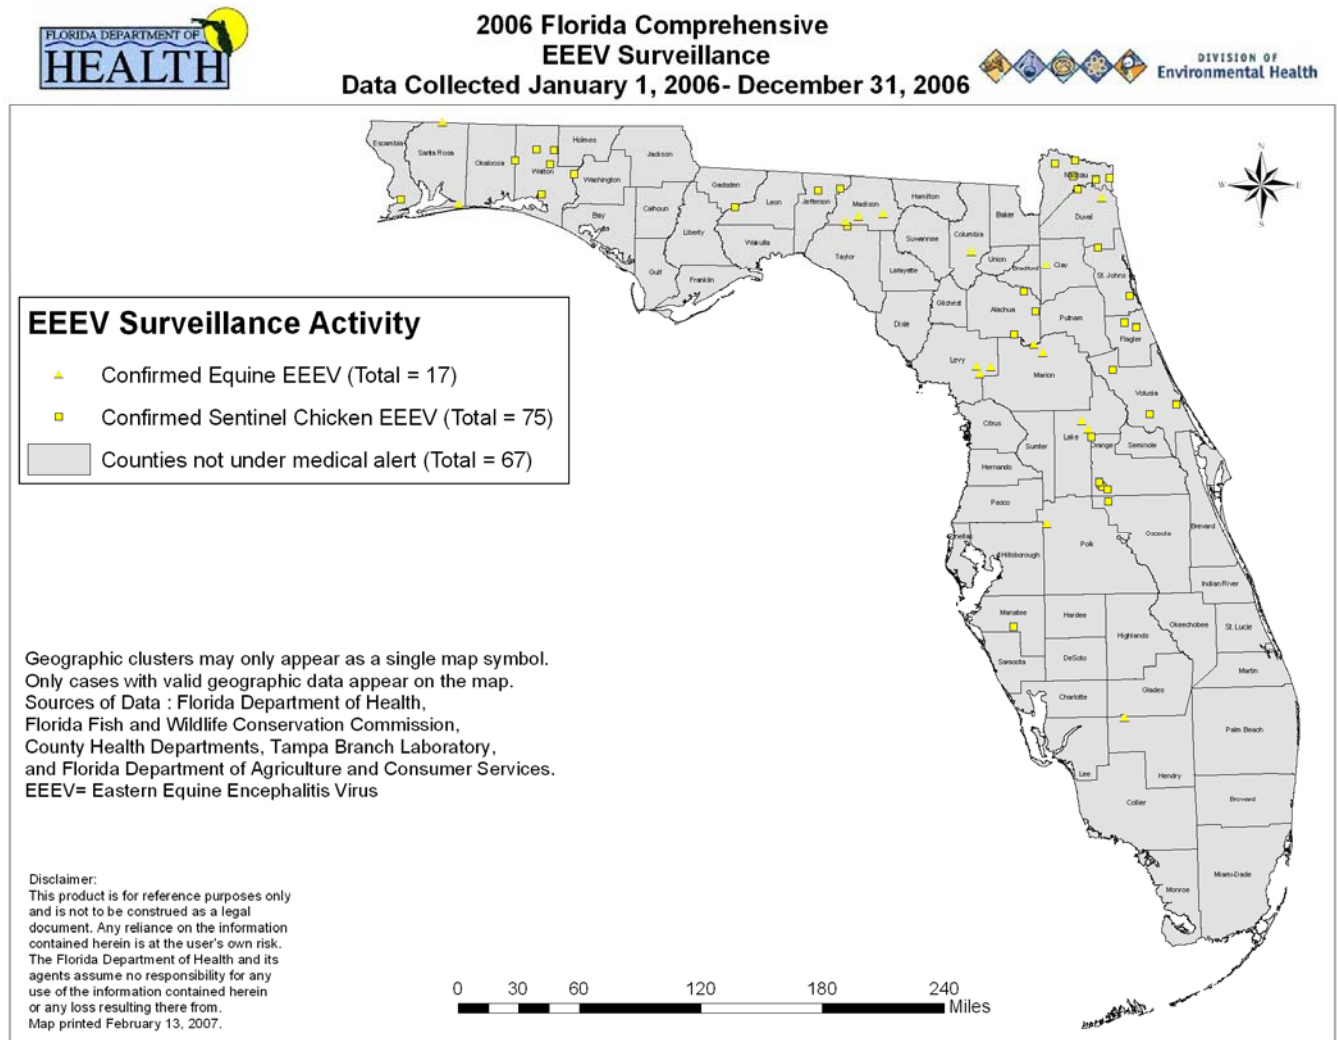 FLORIDA DEPARTMENT OF
HEALTH
2006 Florida Comprehensive
EEEV Surveillance
Data Collected January 1, 2006- December 31, 2006
DIVISION OF
Environmental Health
N
W E
S
Escambia
Santa Rosa
Okaloosa
Walton
Holmes
Jackson
Washington
Bay
Calhoun
Gulf
Liberty
Franklin
Gadsden
Leon
Wakulla
Jefferson
Madison
Taylor
Hamilton
Suwannee
Lafayette
Dixie
Columbia
Baker
Union
Bradford
Gilchrist
Alachua
Levy
Nassau
Duval
Clay
St. Johns
Putnam
Flagler
Marion
Volusia
Citrus
Sumter
Lake
Orange
Seminole
Hernando
Pasco
Hillsborough
Polk
Osceola
Brevard
Indian River
Manatee
Hardee
Highlands
Okeechobee
St. Lucie
Sarasota
DeSoto
Martin
Charlotte
Glades
Palm Beach
Lee
Hendry
Collier
Broward
Monroe
Miami-Dade
EEEV Surveillance Activity
Confirmed Equine EEEV (Total = 17)
Confirmed Sentinel Chicken EEEV (Total = 75)
Counties not under medical alert (Total = 67)
Geographic clusters may only appear as a single map symbol.
Only cases with valid geographic data appear on the map.
Sources of Data : Florida Department of Health,
Florida Fish and Wildlife Conservation Commission,
County Health Departments, Tampa Branch Laboratory,
and Florida Department of Agriculture and Consumer Services.
EEEV= Eastern Equine Encephalitis Virus
Disclaimer:
This product is for reference purposes only
and is not to be construed as a legal
document. Any reliance on the information
contained herein is at the user's own risk.
The Florida Department of Health and its
agents assume no responsibility for any
use of the information contained herein
or any loss resulting there from.
Map printed February 13, 2007.
0 30 60 120 180 240
Miles